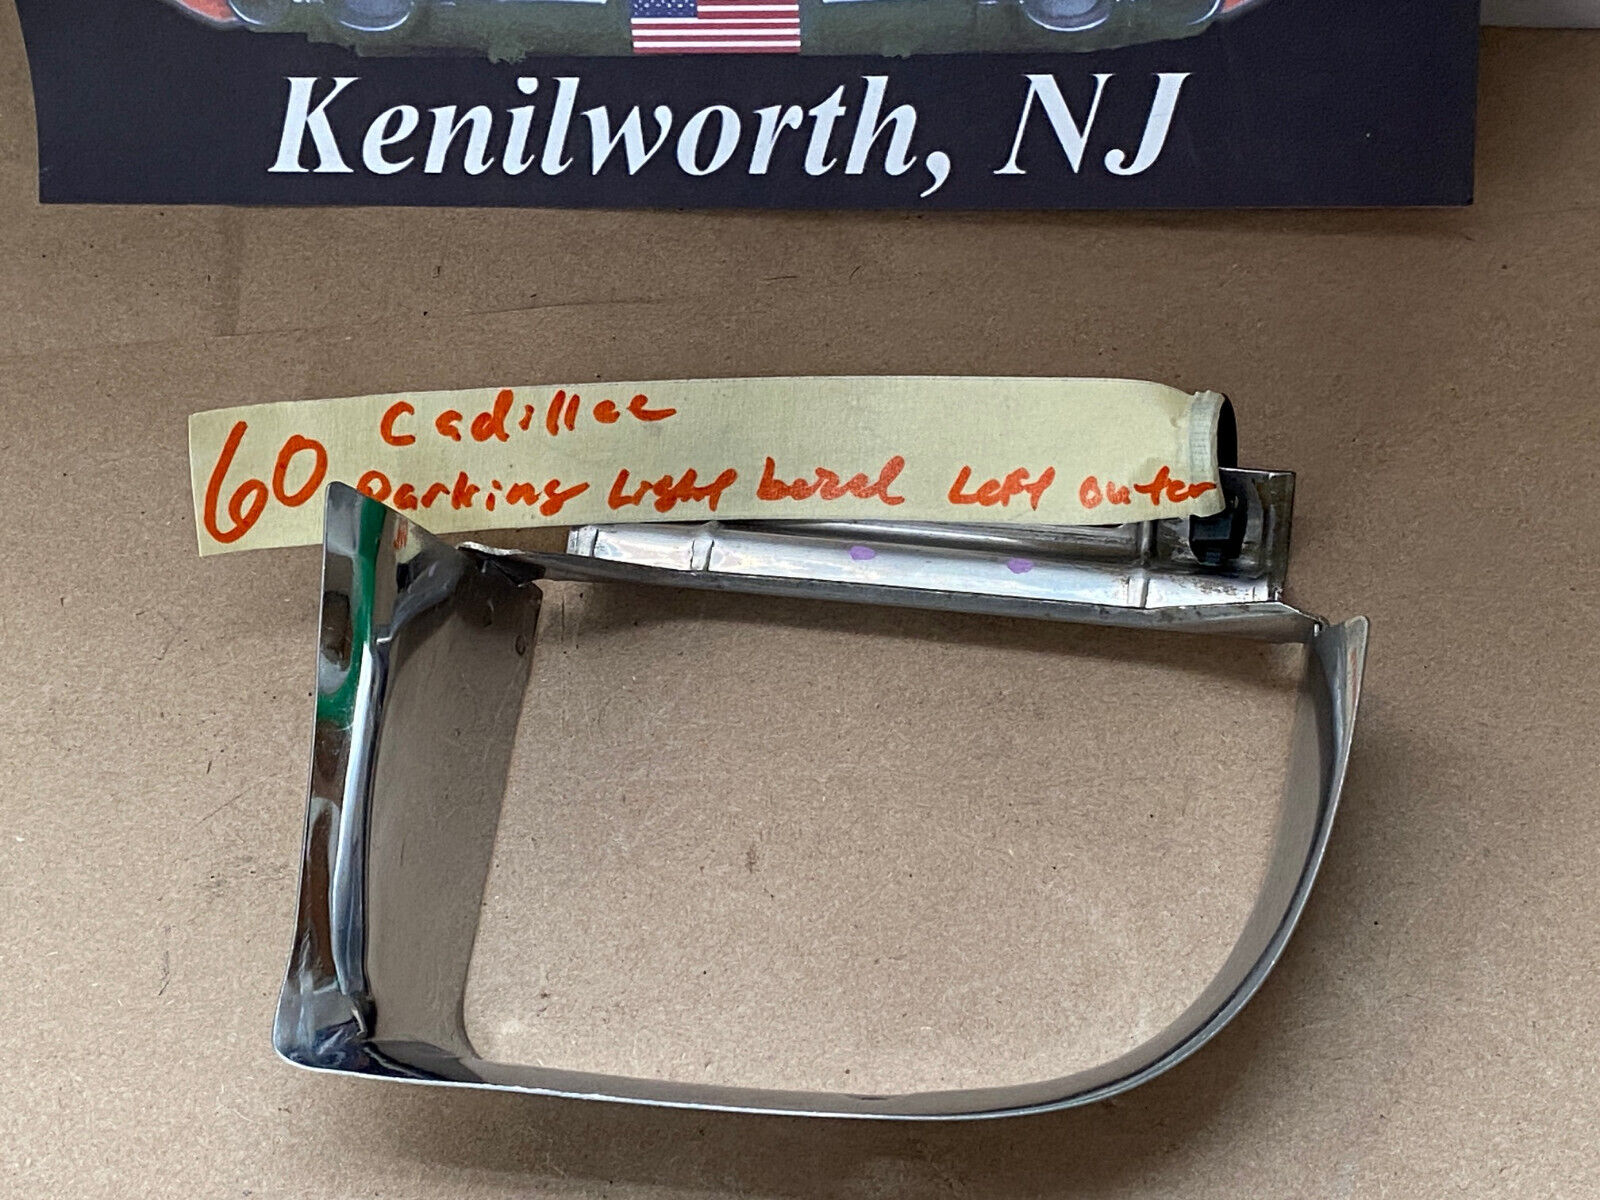 Kenilworth, NJ
60 Cadillac
Parking Light bezel Left outer